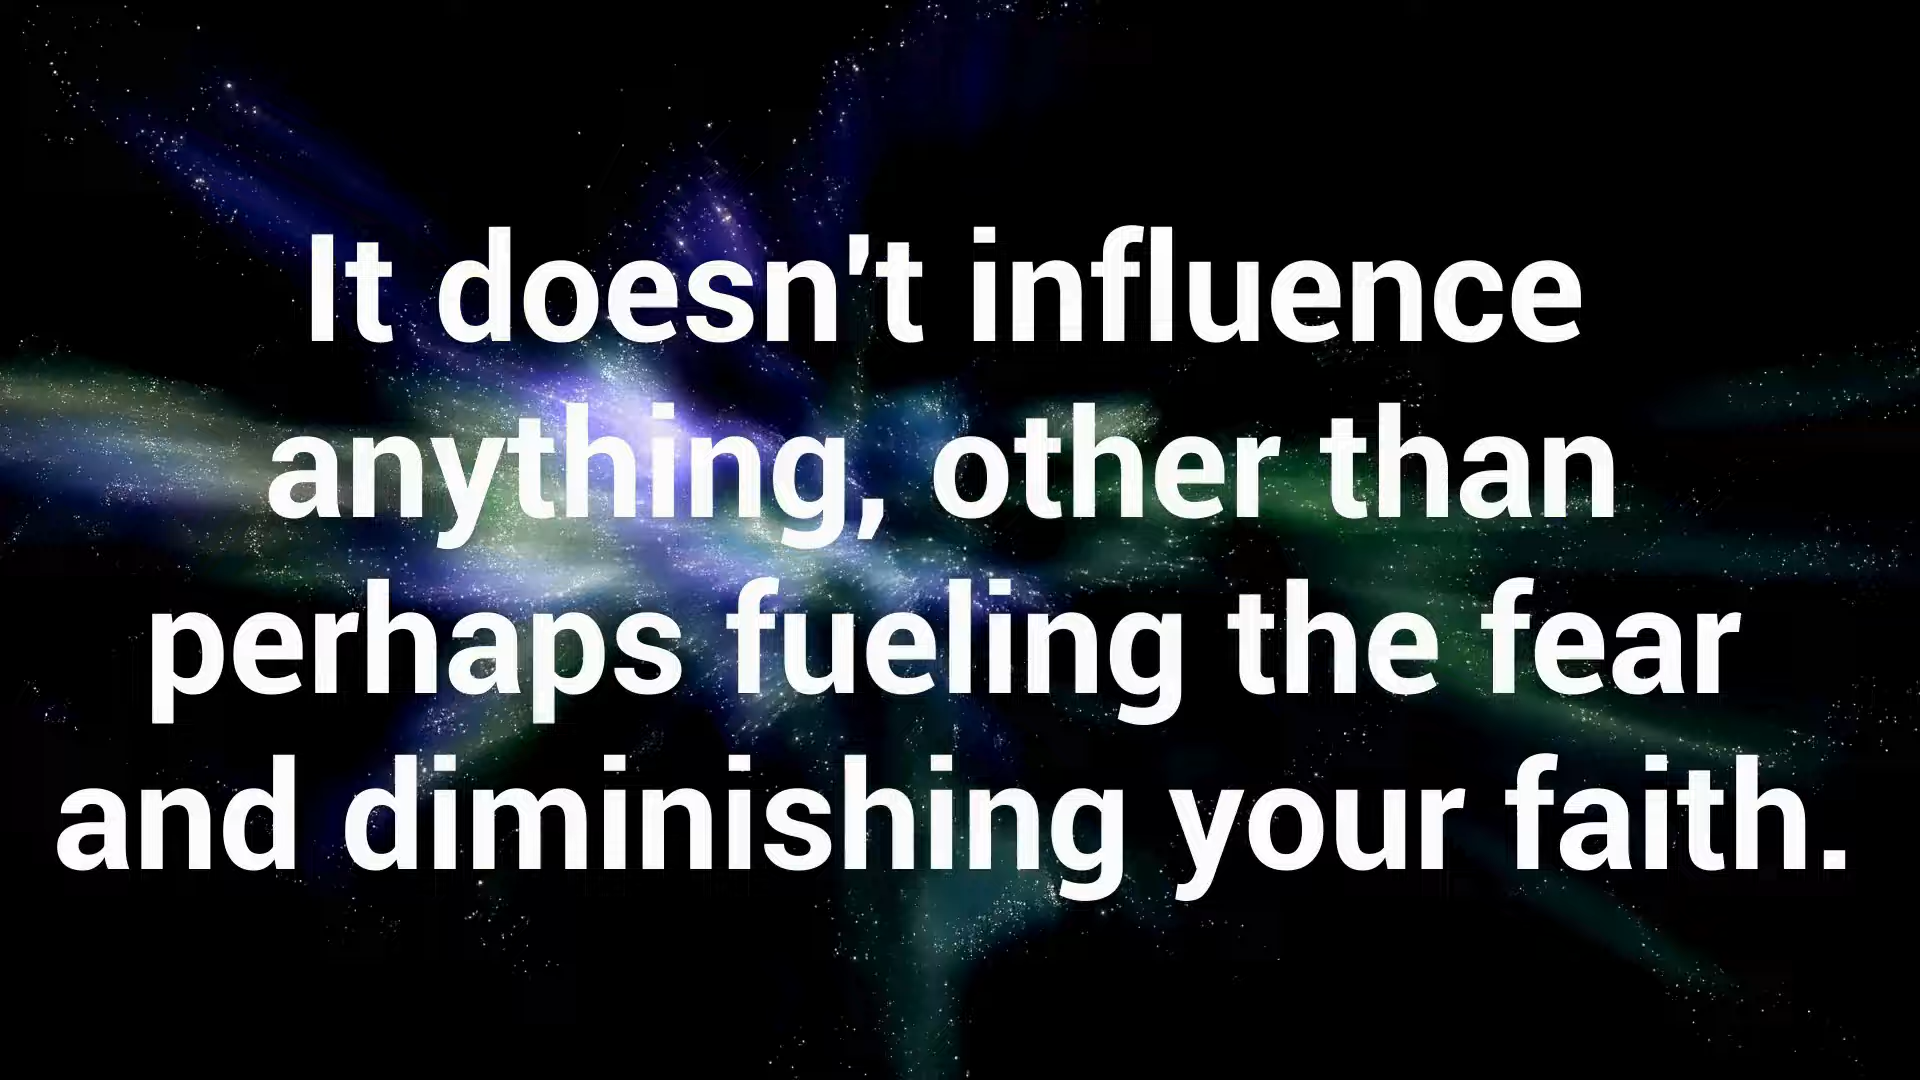 It doesn't influence
anything, other than
perhaps fueling the fear
and diminishing your faith.